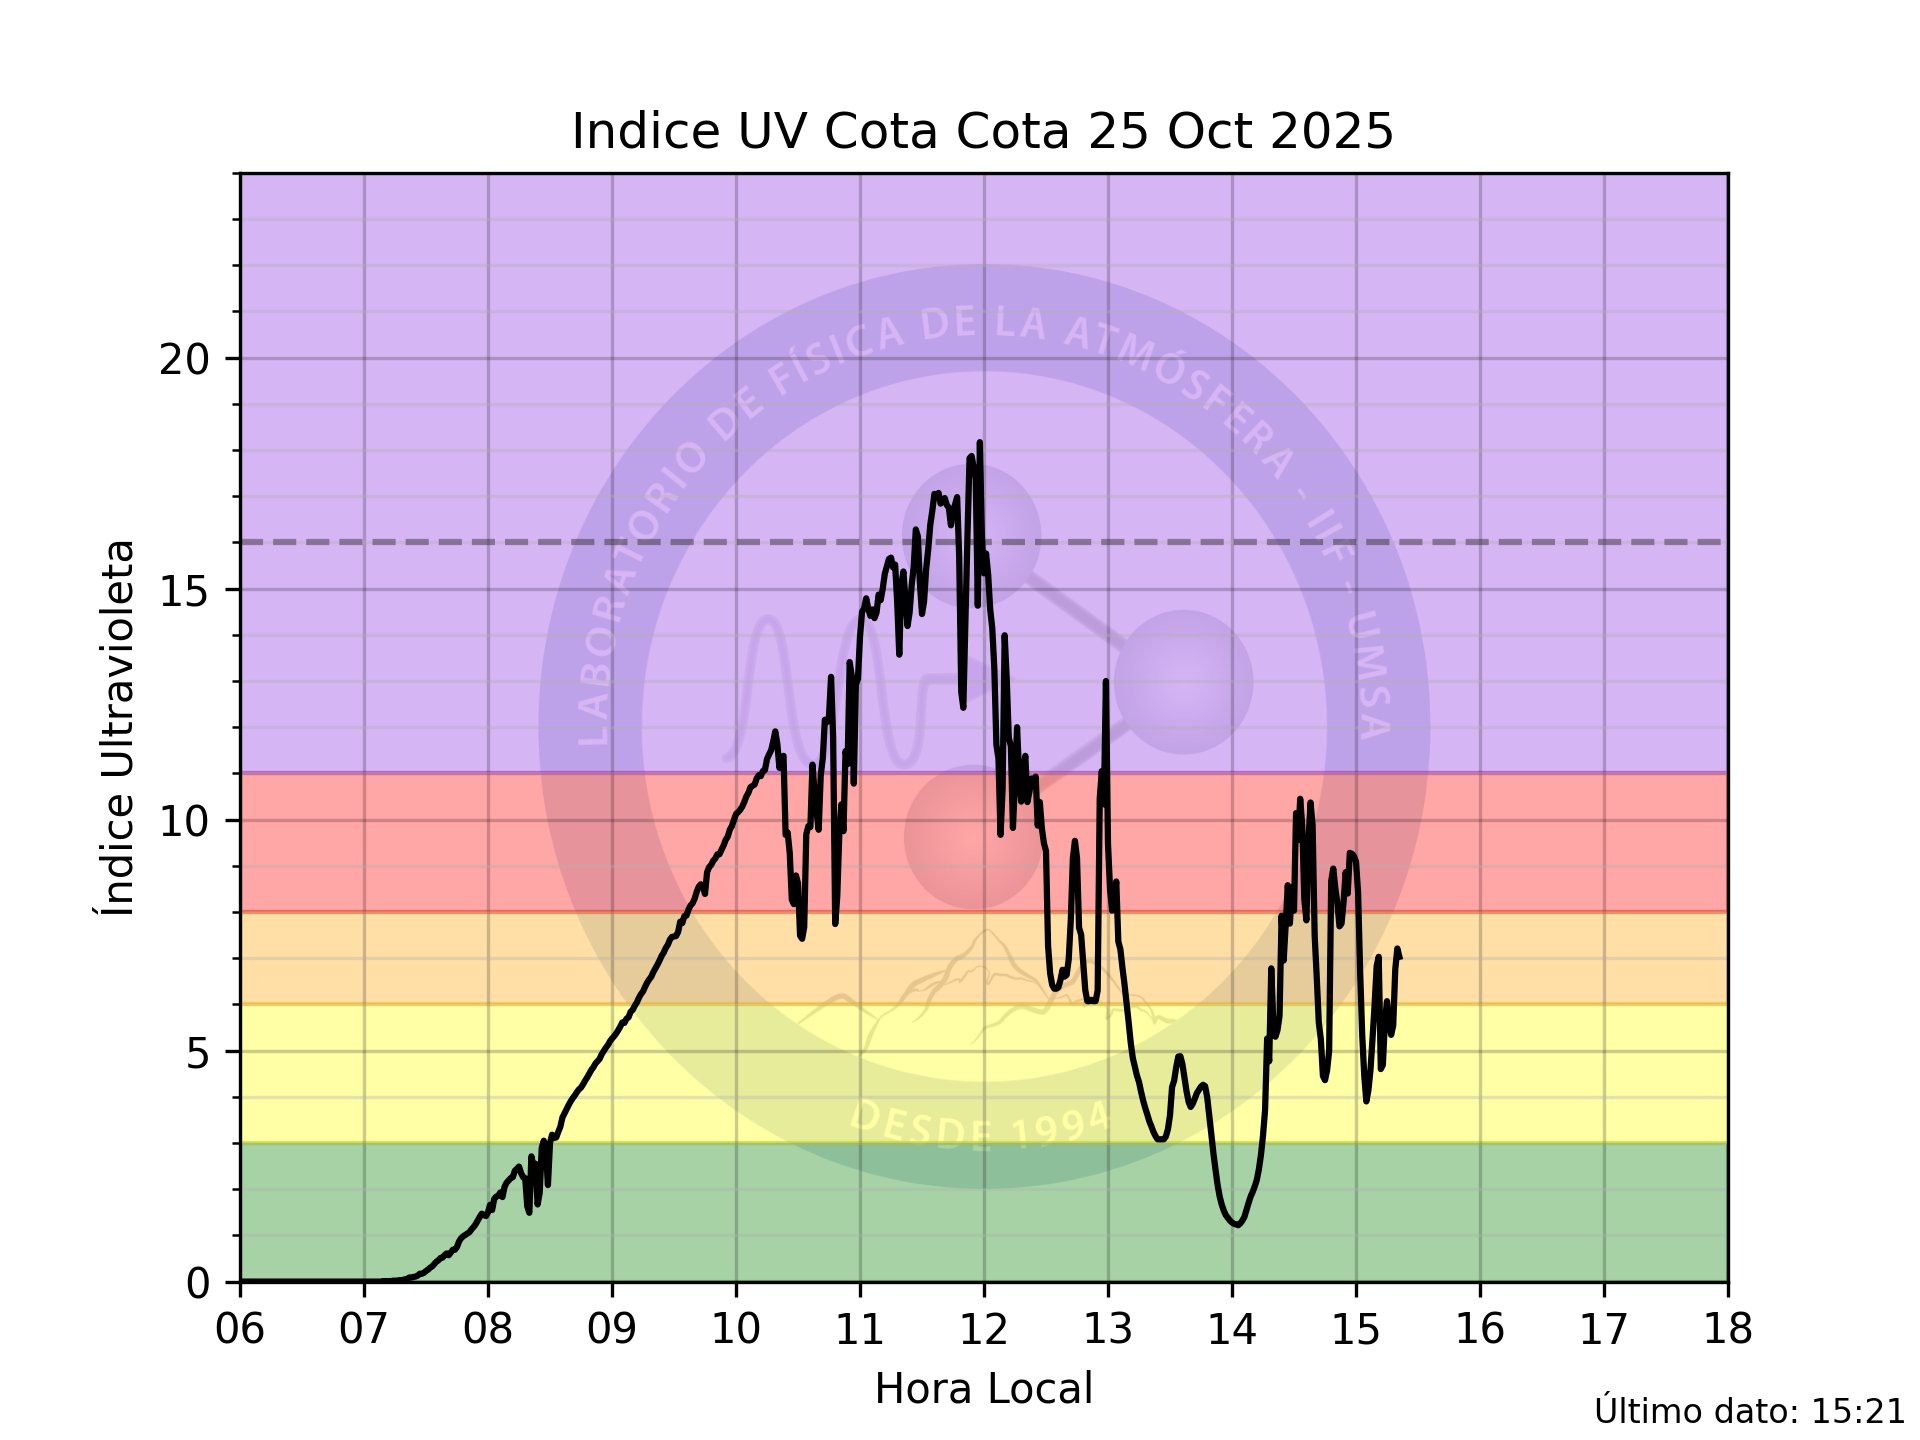 Indice UV Cota Cota 25 Oct 2025
LABORATORIO DE FÍSICA DE LA ATMÓSFERA - IIF - UMSA
DESDE 1994
Índice Ultravioleta
20
15
10
5
0
06 07 08 09 10 11 12 13 14 15 16 17 18
Hora Local
Último dato: 15:21